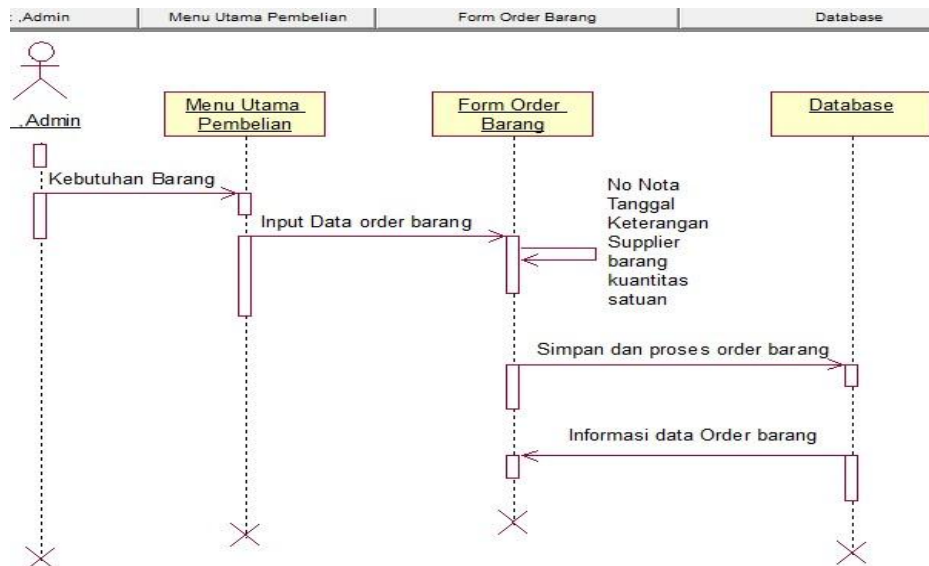 : ,Admin
Menu Utama Pembelian
Form Order Barang
Database
,Admin
Menu Utama
Pembelian
Form Order
Barang
Database
Kebutuhan Barang
Input Data order barang
No Nota
Tanggal
Keterangan
Supplier
barang
kuantitas
satuan
Simpan dan proses order barang
Informasi data Order barang